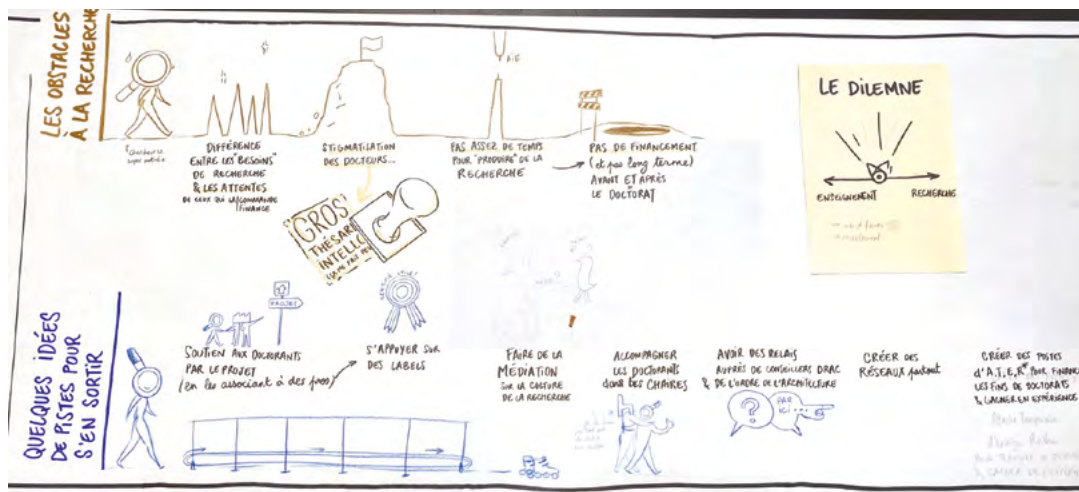 LES OBSTACLES
À LA RECHERCHE
AÏE
DIFFÉRENCE
ENTRE LES "BESOINS"
DE RECHERCHE
& LES ATTENTES
DE CEUX QUI LA COMMANDE
FINANCE
STIGMATISATION
DES DOCTEURS...
"GROS"
THÉSARD
INTELLO
PAS ASSEZ DE TEMPS
POUR "PRODUIRE" DE LA
RECHERCHE
PAS DE FINANCEMENT
(et pas long terme)
AVANT ET APRÈS
LE DOCTORAT
LE DILEMNE
ENSEIGNEMENT
RECHERCHE
QUELQUES IDÉES
DE PISTES POUR
S'EN SORTIR
PROJET
SOUTIEN AUX DOCTORANTS
PAR LE PROJET
(en les associant à des pros)
S'APPUYER SUR
DES LABELS
FAIRE DE LA
MÉDIATION
SUR LA CULTURE
DE LA RECHERCHE
ACCOMPAGNER
LES DOCTORANTS
dans DES CHAIRES
AVOIR DES RELAIS
AUPRÈS DE CONSEILLERS DRAC
& DE L'ORDRE DE L'ARCHITECTURE
?
PAR
ICI
CRÉER DES
RÉSEAUX partout
CRÉER DES POSTES
d'A.T.E.R* POUR FINANCER
LES FINS DE DOCTORATS
& GAGNER EN EXPÉRIENCE